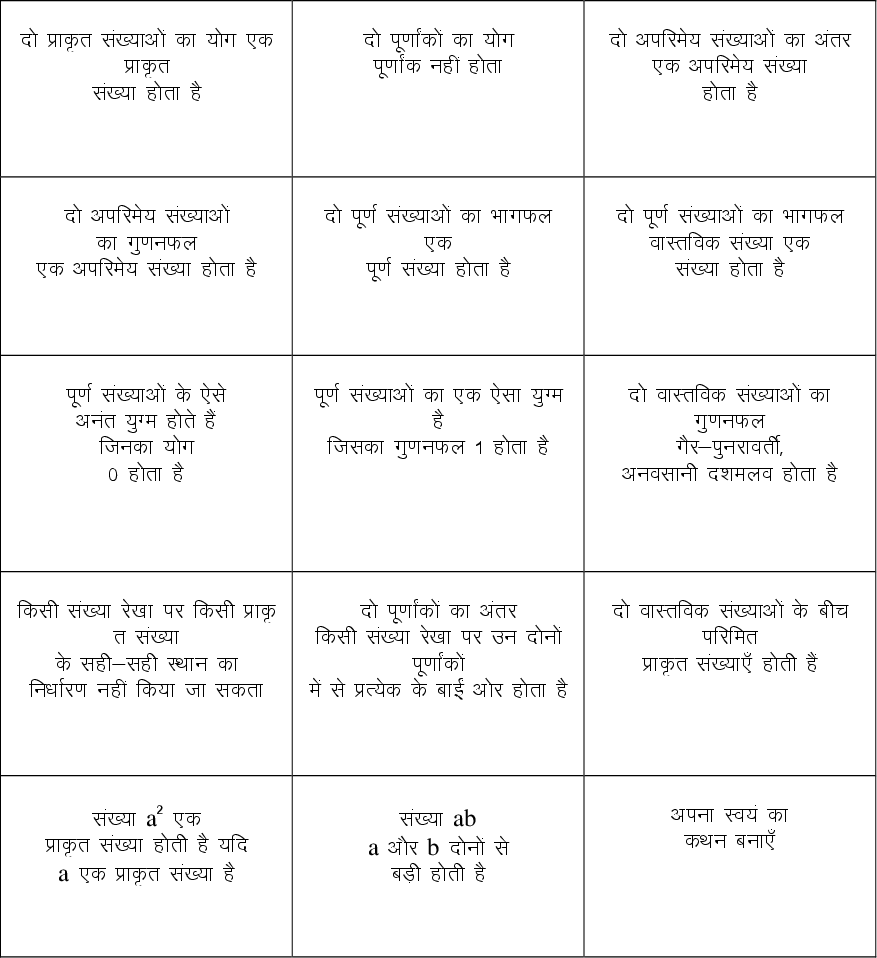 दो प्राकृत संख्याओं का योग एक
प्राकृत
संख्या होता है
दो पूर्णाकों का योग
पूर्णांक नहीं होता
दो अपरिमेय संख्याओं का अंतर
एक अपरिमेय संख्या
होता है
दो अपरिमेय संख्याओं
का गुणनफल
एक अपरिमेय संख्या होता है
दो पूर्ण संख्याओं का भागफल
एक
पूर्ण संख्या होता है
दो पूर्ण संख्याओं का भागफल
वास्तविक संख्या एक
संख्या होता है
पूर्ण संख्याओं के ऐसे
अनंत युग्म होते हैं
जिनका योग
0 होता है
पूर्ण संख्याओं का एक ऐसा युग्म
है
जिसका गुणनफल 1 होता है
दो वास्तविक संख्याओं का
गुणनफल
गैर–पुनरावर्ती,
अनवसानी दशमलव होता है
किसी संख्या रेखा पर किसी प्राकृ
त संख्या
के सही–सही स्थान का
निर्धारण नहीं किया जा सकता
दो पूर्णांकों का अंतर
किसी संख्या रेखा पर उन दोनों
पूर्णांकों
में से प्रत्येक के बाईं ओर होता है
दो वास्तविक संख्याओं के बीच
परिमित
प्राकृत संख्याएँ होती हैं
संख्या a² एक
प्राकृत संख्या होती है यदि
a एक प्राकृत संख्या है
संख्या ab
a और b दोनों से
बड़ी होती है
अपना स्वयं का
कथन बनाएँ